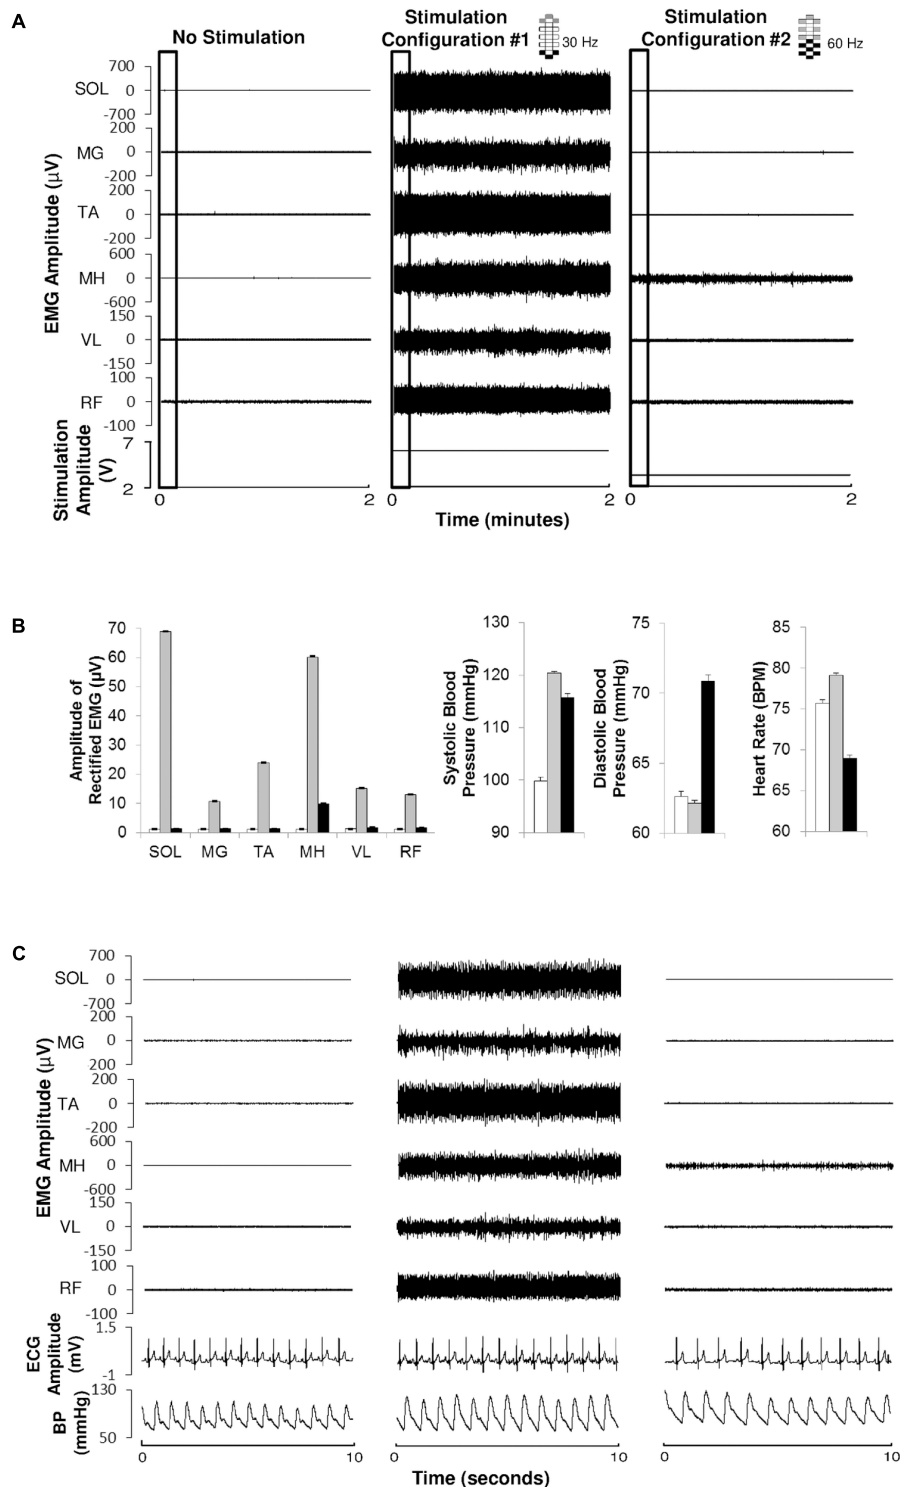 A
No Stimulation
Stimulation
Configuration #1
30 Hz
Stimulation
Configuration #2
60 Hz
EMG Amplitude (μV)
SOL
700
0
-700
MG
200
0
-200
TA
200
0
-200
MH
600
0
-600
VL
150
0
-150
RF
100
0
-100
Stimulation
Amplitude
(V)
7
2
0
2
0
2
0
2
Time (minutes)
B
Amplitude of
Rectified EMG (μV)
70
60
50
40
30
20
10
0
SOL
MG
TA
MH
VL
RF
Systolic Blood
Pressure (mmHg)
130
120
110
100
90
Diastolic Blood
Pressure (mmHg)
75
70
65
60
Heart Rate (BPM)
85
80
75
70
65
60
C
EMG Amplitude (μV)
SOL
700
0
-700
MG
200
0
200
TA
200
0
-200
MH
600
0
-600
VL
150
0
-150
RF
100
0
-100
ECG
Amplitude
(mV)
1.5
-1
BP
(mmHg)
130
50
0
10
0
10
0
10
Time (seconds)